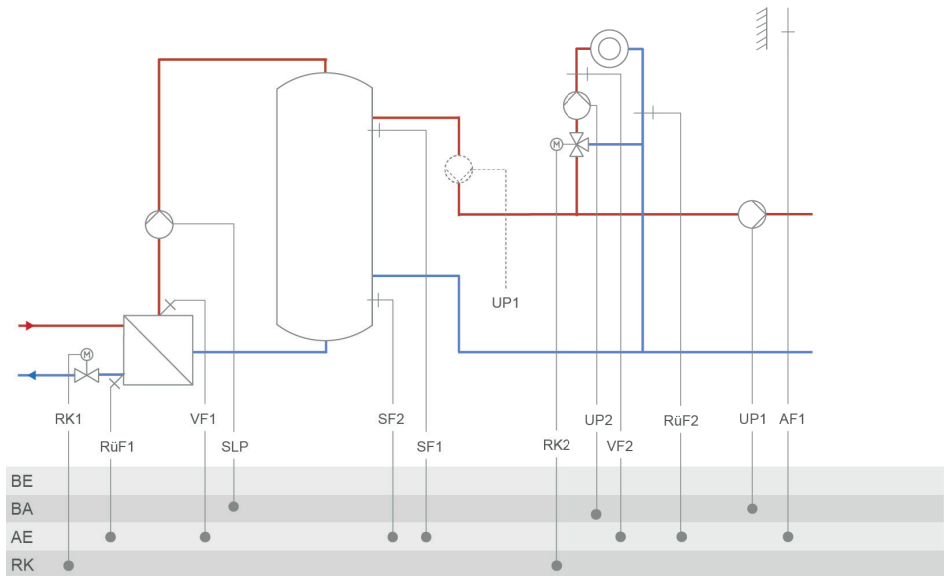 M
UP1
M
RK1
VF1
SF2
UP2
RüF2
UP1
AF1
RüF1
SLP
SF1
RK2
VF2
BE
BA
AE
RK